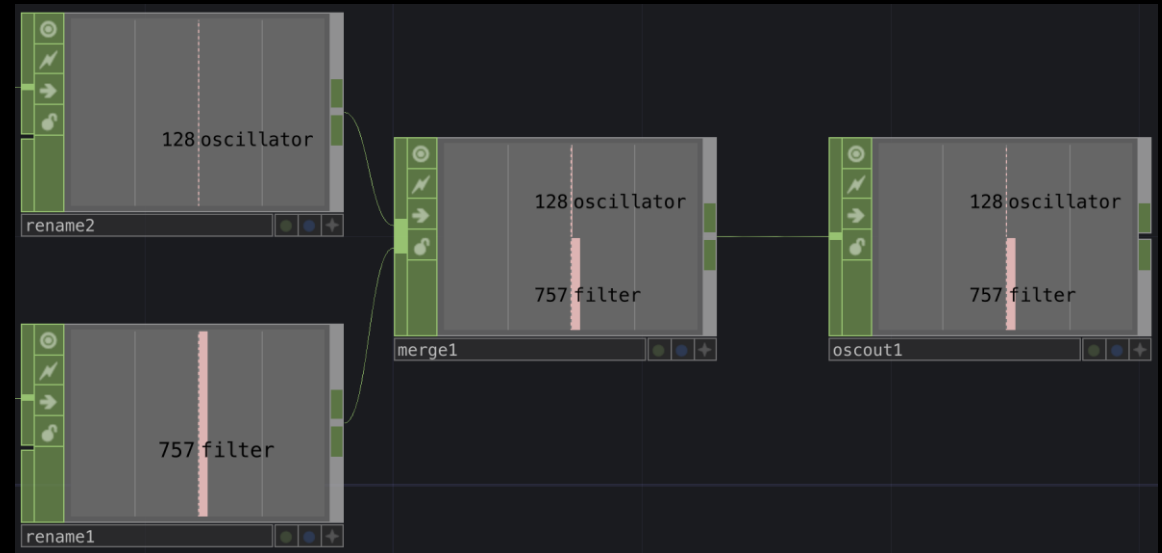 128 oscillator
rename2
128 oscillator
757 filter
merge1
128 oscillator
757 filter
oscout1
757 filter
rename1